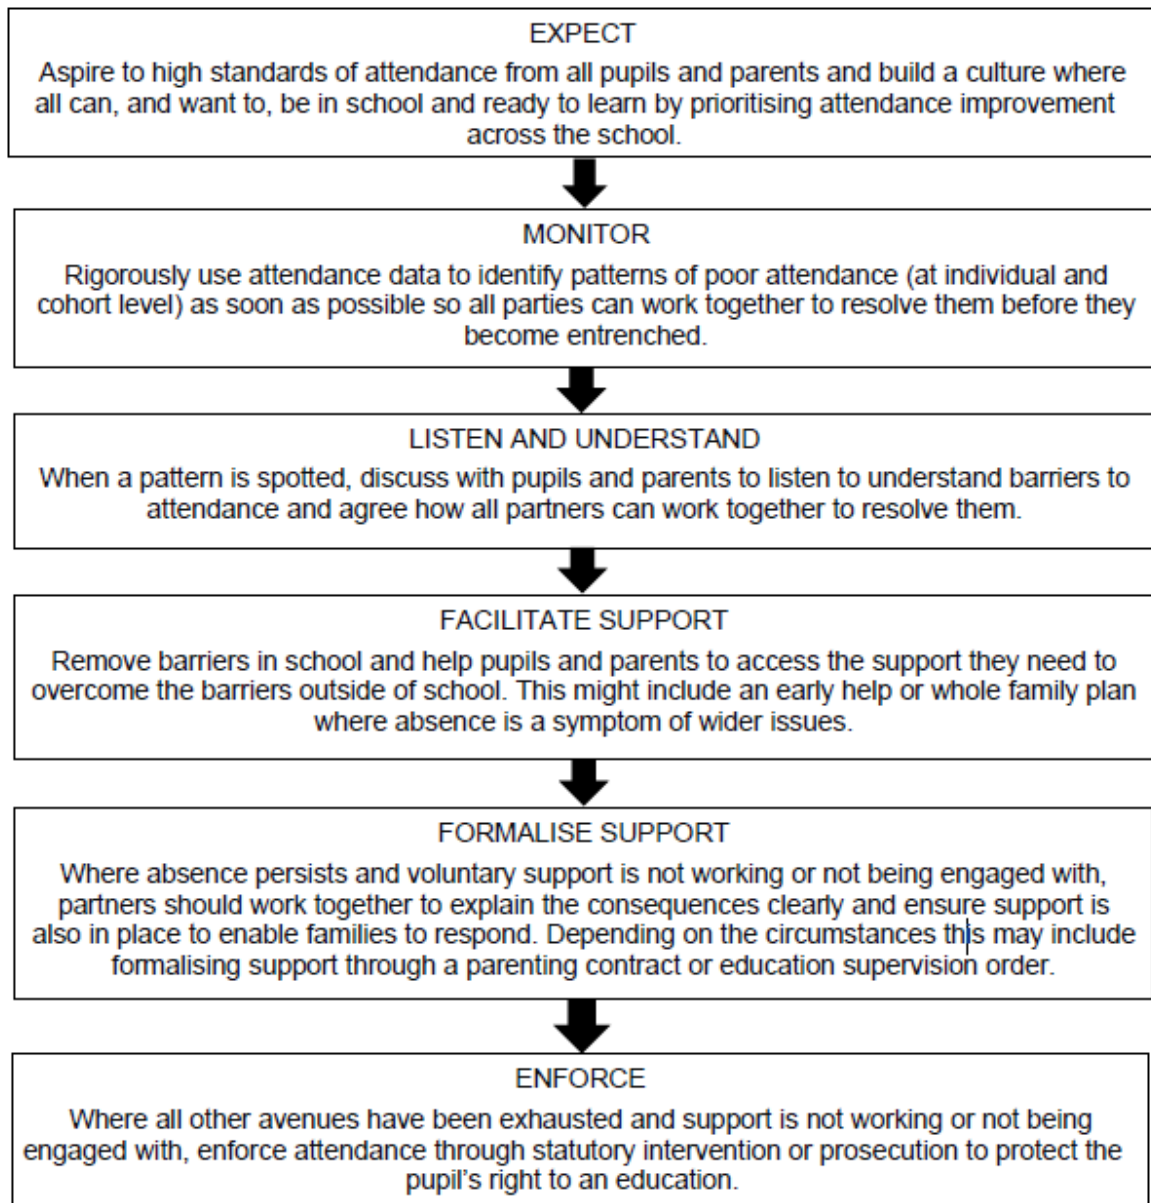 EXPECT
Aspire to high standards of attendance from all pupils and parents and build a culture where
all can, and want to, be in school and ready to learn by prioritising attendance improvement
across the school.
MONITOR
Rigorously use attendance data to identify patterns of poor attendance (at individual and
cohort level) as soon as possible so all parties can work together to resolve them before they
become entrenched.
LISTEN AND UNDERSTAND
When a pattern is spotted, discuss with pupils and parents to listen to understand barriers to
attendance and agree how all partners can work together to resolve them.
FACILITATE SUPPORT
Remove barriers in school and help pupils and parents to access the support they need to
overcome the barriers outside of school. This might include an early help or whole family plan
where absence is a symptom of wider issues.
FORMALISE SUPPORT
Where absence persists and voluntary support is not working or not being engaged with,
partners should work together to explain the consequences clearly and ensure support is
also in place to enable families to respond. Depending on the circumstances this may include
formalising support through a parenting contract or education supervision order.
ENFORCE
Where all other avenues have been exhausted and support is not working or not being
engaged with, enforce attendance through statutory intervention or prosecution to protect the
pupil's right to an education.